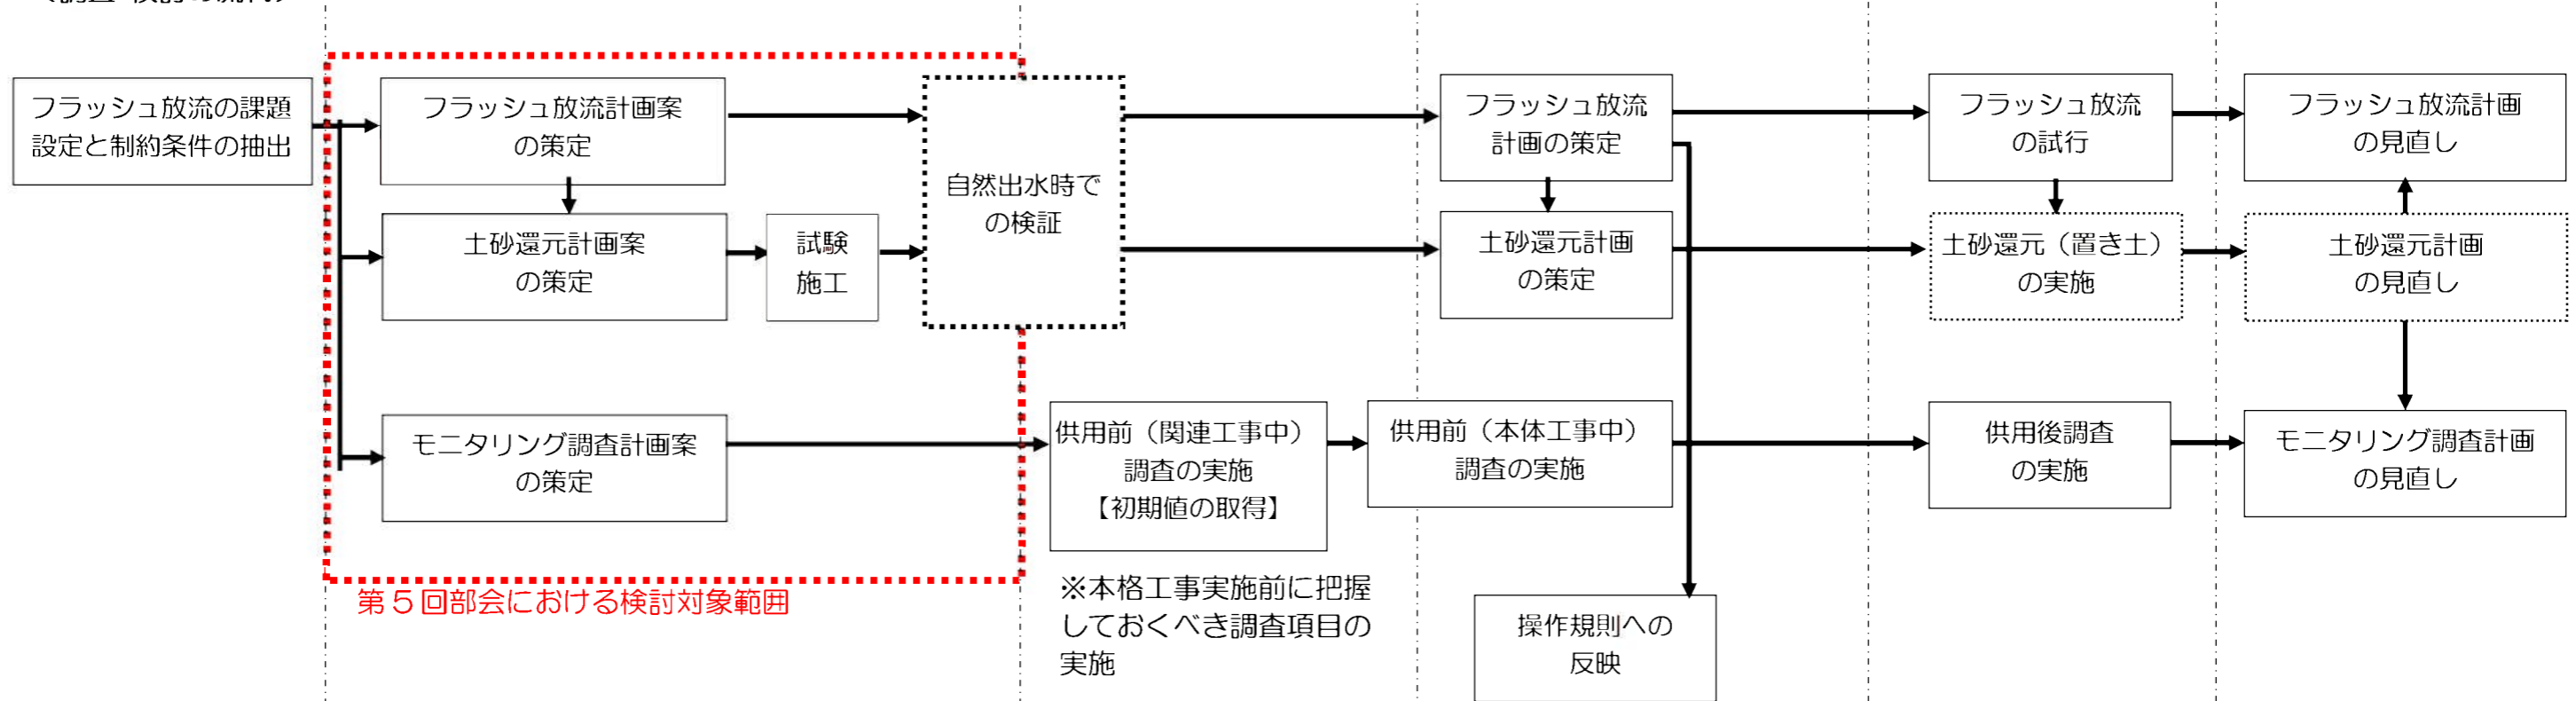 フラッシュ放流の課題
設定と制約条件の抽出
フラッシュ放流計画案
の策定
土砂還元計画案
の策定
試験
施工
モニタリング調査計画案
の策定
自然出水時で
の検証
第５回部会における検討対象範囲
供用前（関連工事中）
調査の実施
【初期値の取得】
※本格工事実施前に把握
しておくべき調査項目の
実施
供用前（本体工事中）
調査の実施
フラッシュ放流
計画の策定
土砂還元計画
の策定
操作規則への
反映
フラッシュ放流
の試行
土砂還元（置き土）
の実施
供用後調査
の実施
フラッシュ放流計画
の見直し
土砂還元計画
の見直し
モニタリング調査計画
の見直し